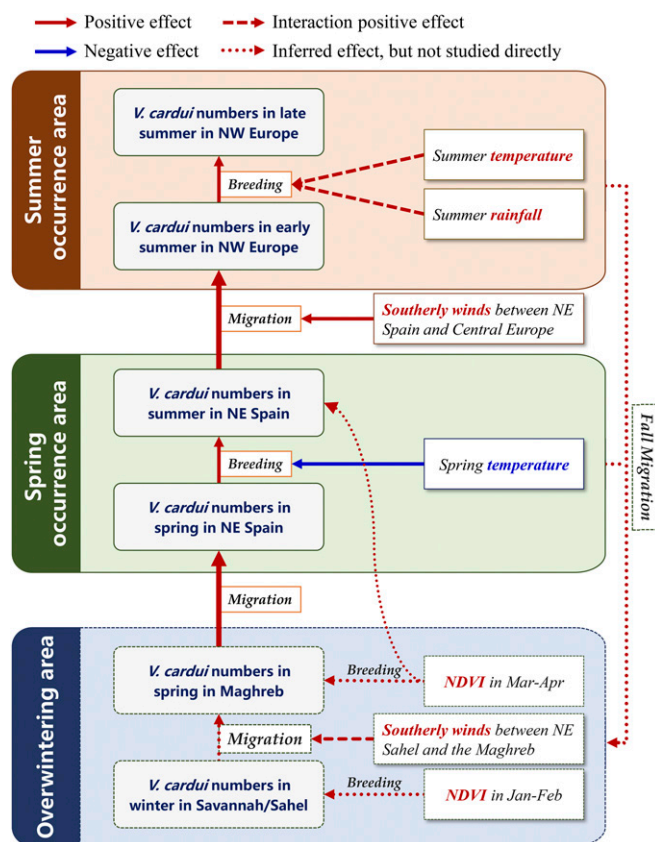 Positive effect
Interaction positive effect
Negative effect
Inferred effect, but not studied directly
Summer
occurrence area
V. cardui numbers in late
summer in NW Europe
Breeding
Summer temperature
Summer rainfall
V. cardui numbers in early
summer in NW Europe
Migration
Southerly winds between NE
Spain and Central Europe
Spring
occurrence area
V. cardui numbers in
summer in NE Spain
Breeding
Spring temperature
V. cardui numbers in
spring in NE Spain
Fall Migration
Migration
Overwintering area
V. cardui numbers in
spring in Maghreb
Breeding
NDVI in Mar-Apr
Migration
Southerly winds between NE
Sahel and the Maghreb
V. cardui numbers in
winter in Savannah/Sahel
Breeding
NDVI in Jan-Feb